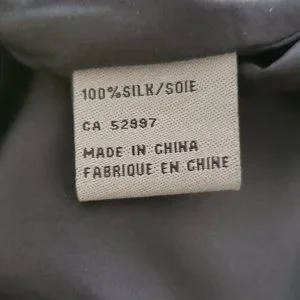 100%SILK/SOIE
CA 52997
MADE IN CHINA
FABRIQUE EN CHINE